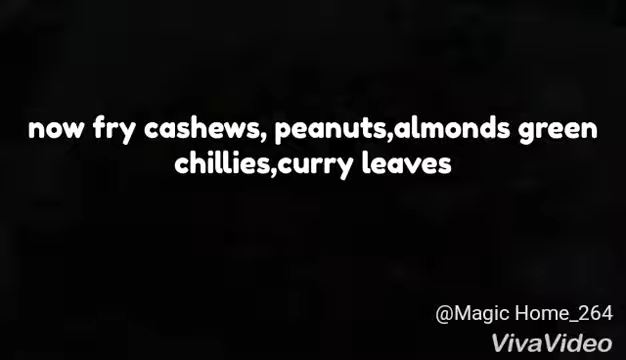 now fry cashews, peanuts,almonds green
chillies,curry leaves
@Magic Home_264
VivaVideo